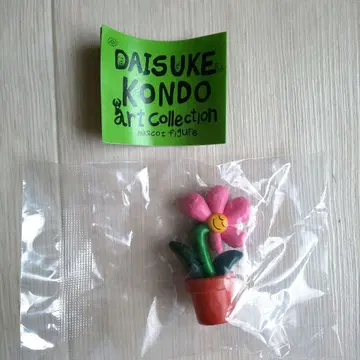 DAISUKE
KONDO
art Collection
mascot figure